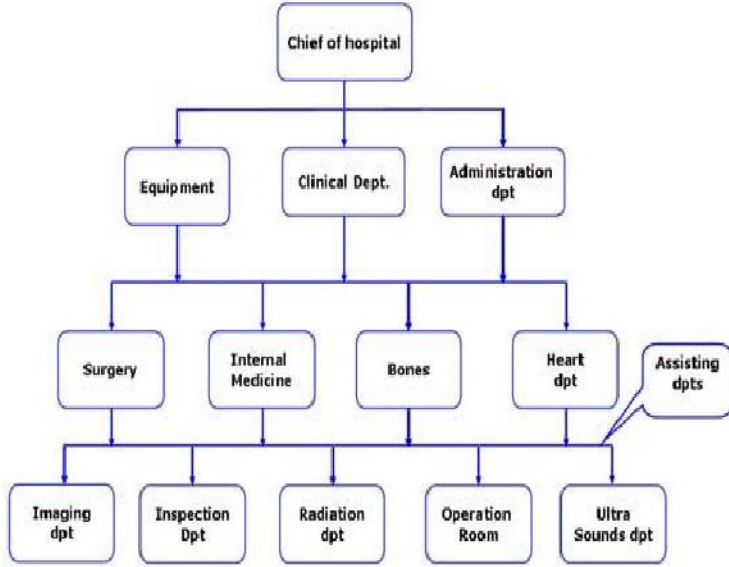 Chief of hospital
Equipment
Clinical Dept.
Administration
dpt
Surgery
Internal
Medicine
Bones
Heart
dpt
Assisting
dpts
Imaging
dpt
Inspection
Dpt
Radiation
dpt
Operation
Room
Ultra
Sounds dpt